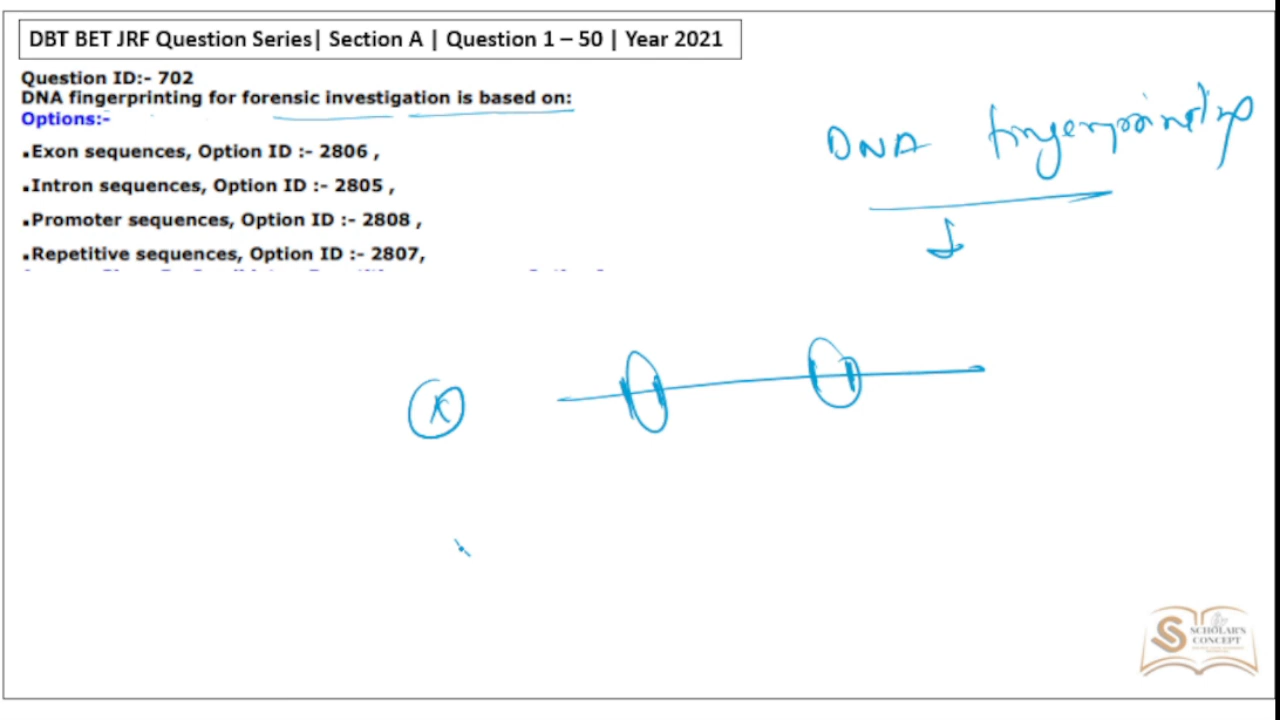 DBT BET JRF Question Series| Section A | Question 1 – 50 | Year 2021
Question ID:- 702
DNA fingerprinting for forensic investigation is based on:
Options:-
.Exon sequences, Option ID :- 2806 ,
.Intron sequences, Option ID :- 2805 ,
.Promoter sequences, Option ID :- 2808 ,
.Repetitive sequences, Option ID :- 2807,
DNA fingerprinting
SCHOLAR'S
CONCEPT